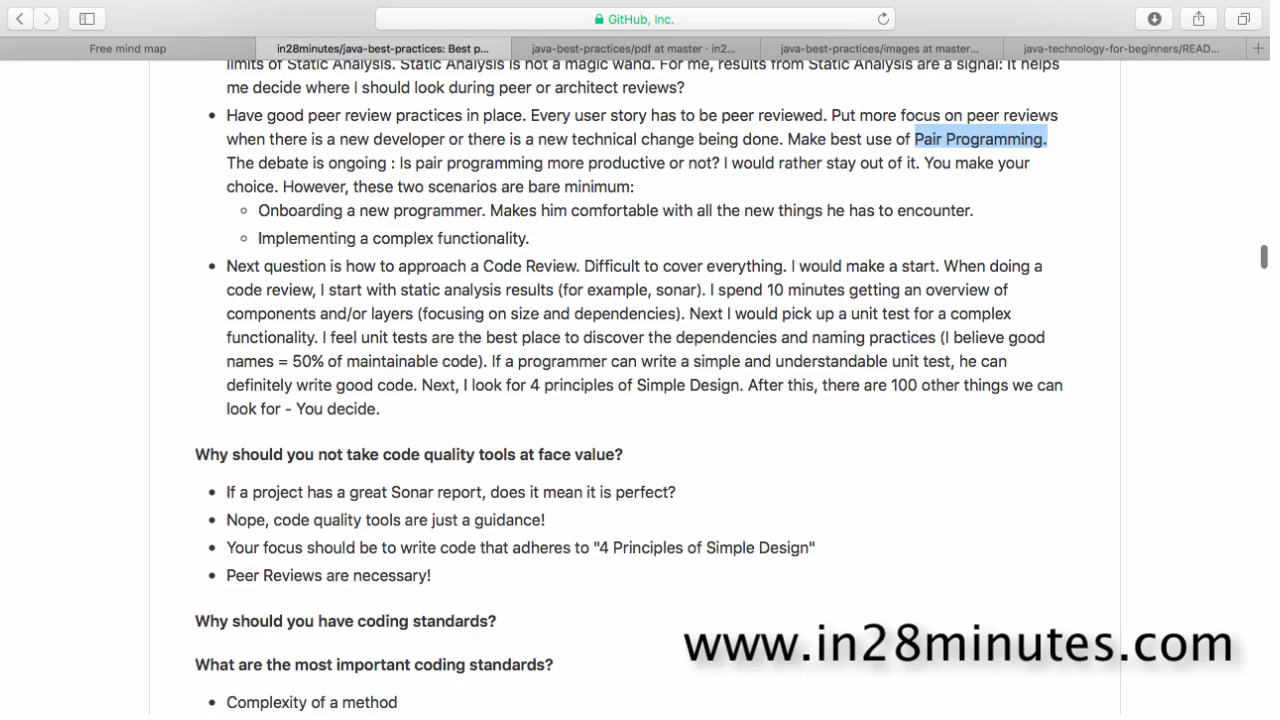 GitHub, Inc.
Free mind map
in28minutes/java-best-practices: Best p...
java-best-practices/pdf at master · in2...
java-best-practices/images at master...
java-technology-for-beginners/READ...
limits of Static Analysis. Static Analysis is not a magic wand. For me, results from Static Analysis are a signal: It helps
me decide where I should look during peer or architect reviews?
• Have good peer review practices in place. Every user story has to be peer reviewed. Put more focus on peer reviews
when there is a new developer or there is a new technical change being done. Make best use of Pair Programming.
The debate is ongoing : Is pair programming more productive or not? I would rather stay out of it. You make your
choice. However, these two scenarios are bare minimum:
◦ Onboarding a new programmer. Makes him comfortable with all the new things he has to encounter.
◦ Implementing a complex functionality.
• Next question is how to approach a Code Review. Difficult to cover everything. I would make a start. When doing a
code review, I start with static analysis results (for example, sonar). I spend 10 minutes getting an overview of
components and/or layers (focusing on size and dependencies). Next I would pick up a unit test for a complex
functionality. I feel unit tests are the best place to discover the dependencies and naming practices (I believe good
names = 50% of maintainable code). If a programmer can write a simple and understandable unit test, he can
definitely write good code. Next, I look for 4 principles of Simple Design. After this, there are 100 other things we can
look for - You decide.
Why should you not take code quality tools at face value?
• If a project has a great Sonar report, does it mean it is perfect?
• Nope, code quality tools are just a guidance!
• Your focus should be to write code that adheres to "4 Principles of Simple Design"
• Peer Reviews are necessary!
Why should you have coding standards?
What are the most important coding standards?
• Complexity of a method
www.in28minutes.com